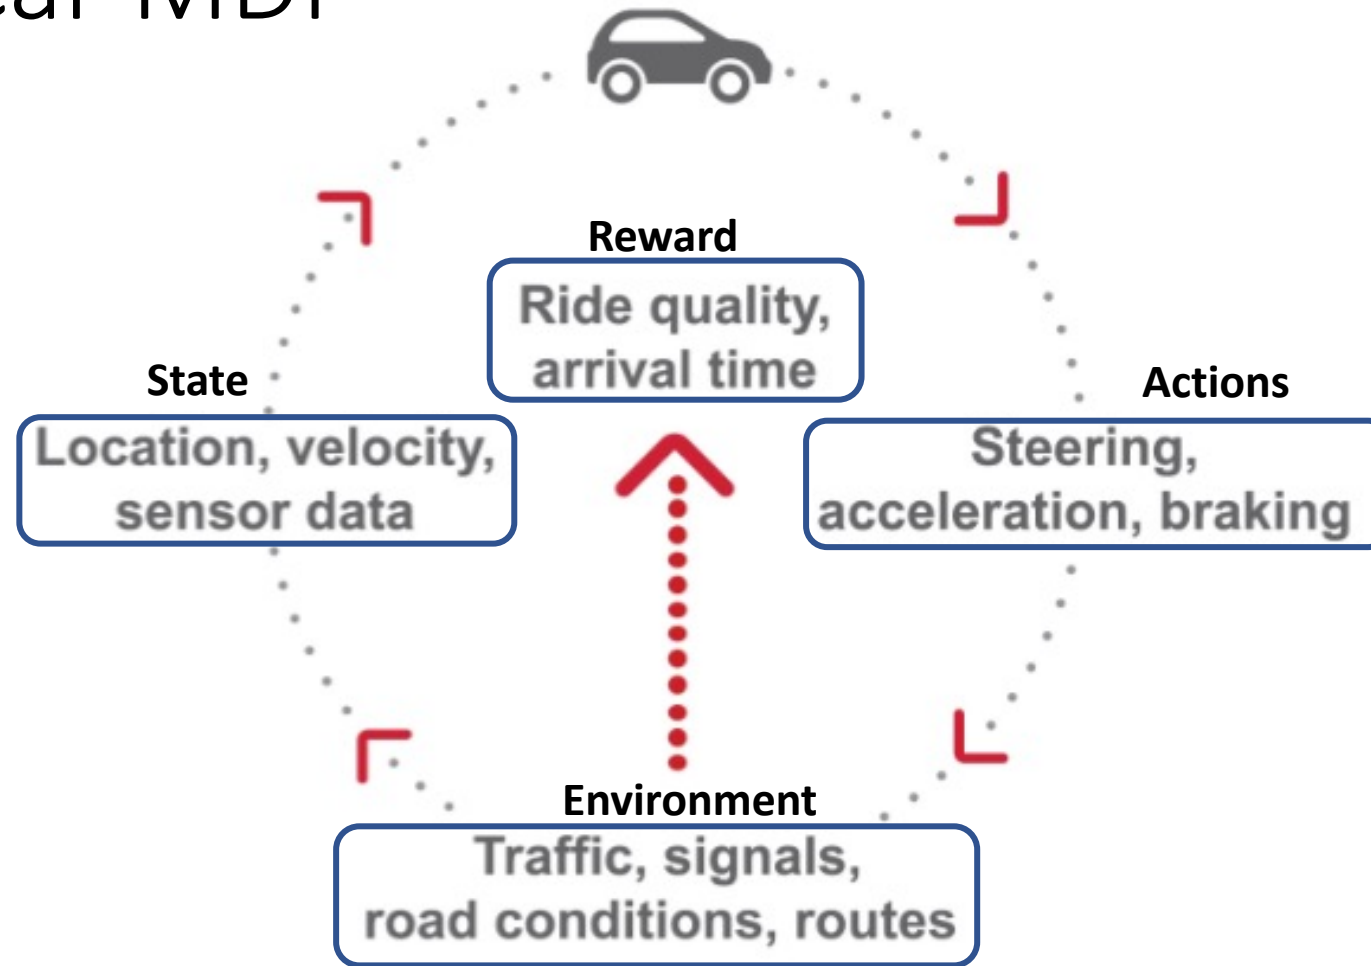 Reward
Ride quality,
arrival time
State
Location, velocity,
sensor data
Actions
Steering,
acceleration, braking
Environment
Traffic, signals,
road conditions, routes